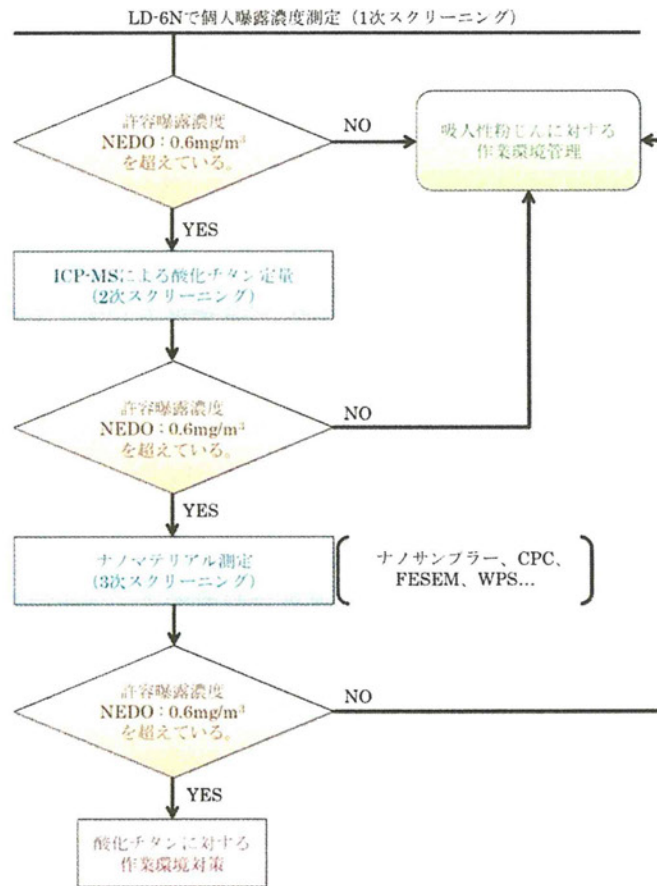 LD-6Nで個人曝露濃度測定（1次スクリーニング）
許容曝露濃度
NEDO：0.6mg/m³
を超えている。
NO
吸入性粉じんに対する
作業環境管理
YES
ICP-MSによる酸化チタン定量
（2次スクリーニング）
許容曝露濃度
NEDO：0.6mg/m³
を超えている。
NO
YES
ナノマテリアル測定
（3次スクリーニング）
ナノサンプラー、CPC、
FESEM、WPS…
許容曝露濃度
NEDO：0.6mg/m³
を超えている。
NO
YES
酸化チタンに対する
作業環境対策